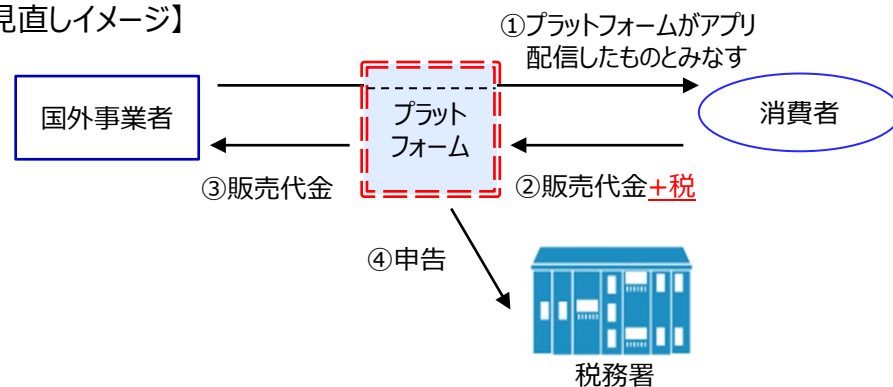 見直しイメージ】
①プラットフォームがアプリ
配信したものとみなす
国外事業者
プラット
フォーム
消費者
③販売代金
②販売代金+税
④申告
税務署